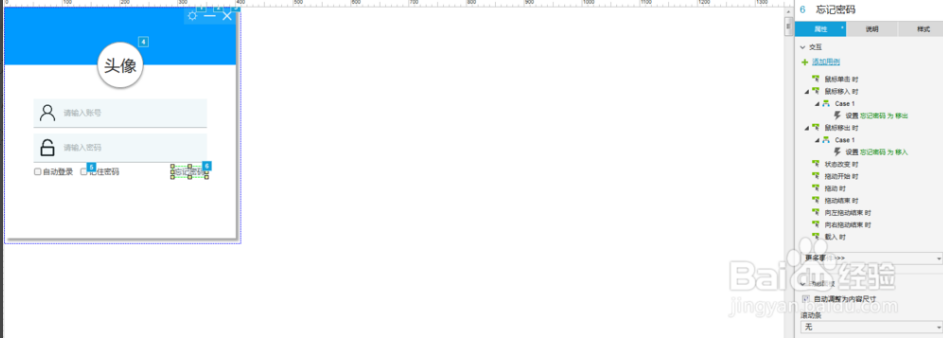 0 100 200 300 400 500 600 700 800 900 1000 1100 1200 1300
4
头像
请输入账号
请输入密码
自动登录 5 记住密码 忘记密码 6
6 忘记密码
属性 说明 样式
交互
添加用例
鼠标单击 时
鼠标移入 时
Case 1
设置 忘记密码 为 移出
鼠标移出 时
Case 1
设置 忘记密码 为 移入
状态改变 时
拖动开始 时
拖动 时
拖动结束 时
向左拖动结束 时
向右拖动结束 时
载入 时
更多事件>>>
自动调整为内容尺寸
滚动条
无
Baidu经验
jingyan.baidu.com